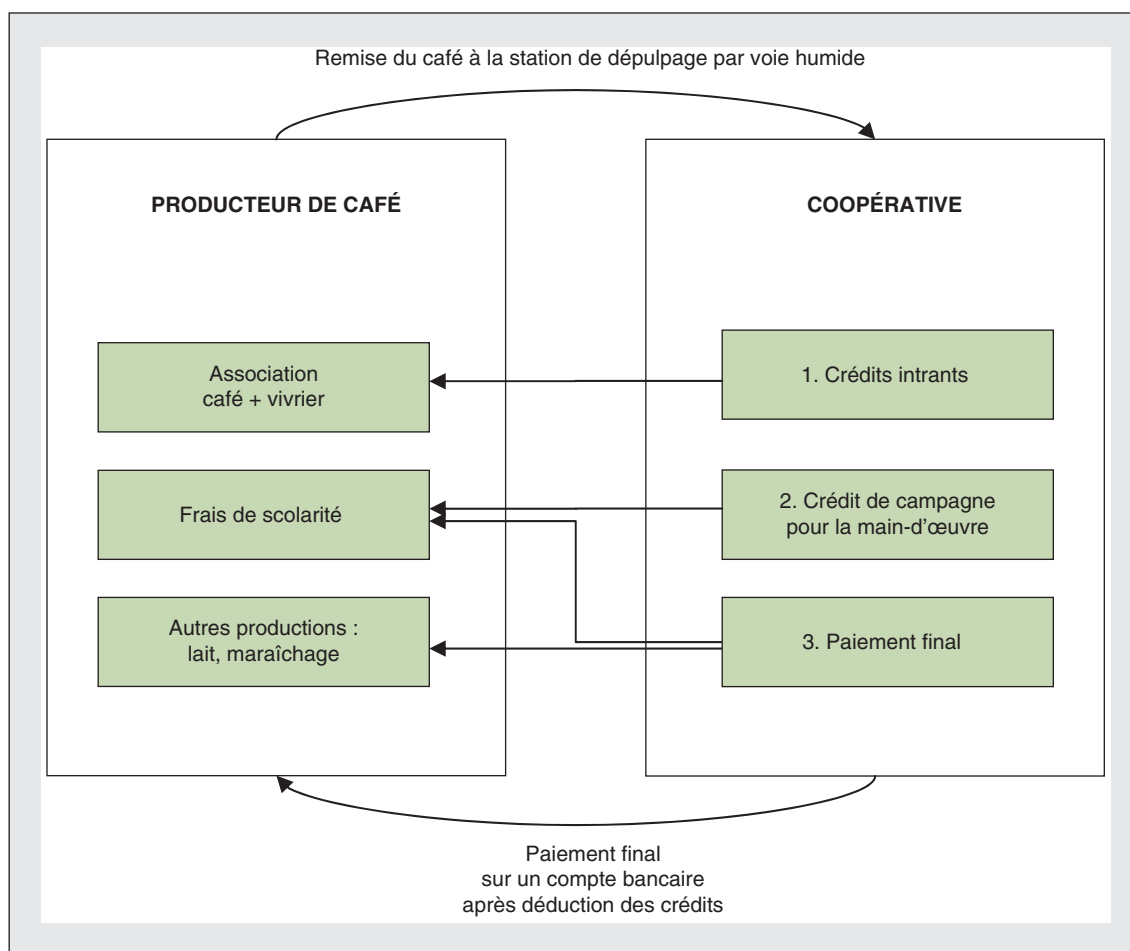 Remise du café à la station de dépulpage par voie humide
PRODUCTEUR DE CAFÉ
COOPÉRATIVE
Association
café + vivrier
1. Crédits intrants
Frais de scolarité
2. Crédit de campagne
pour la main-d'œuvre
Autres productions :
lait, maraîchage
3. Paiement final
Paiement final
sur un compte bancaire
après déduction des crédits